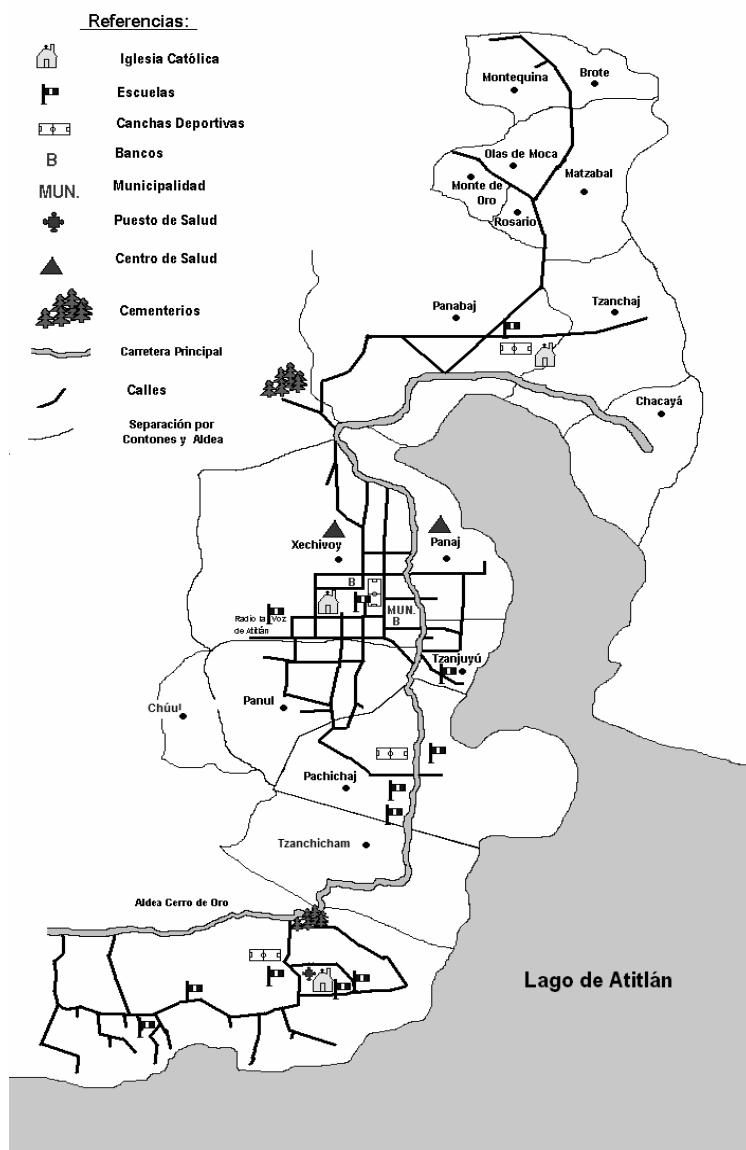 Referencias:
Iglesia Católica
Escuelas
Canchas Deportivas
B
Bancos
MUN.
Municipalidad
Puesto de Salud
Centro de Salud
Cementerios
Carretera Principal
Calles
Separación por
Contones y Aldea
Montequina
Brote
Olas de Moca
Matzabal
Monte de
Oro
Rosario
Panabaj
Tzanchaj
Chacayá
Xechivoy
Panaj
B
MUN.
B
Radio la Voz
de Atitlán
Tzanjuyú
Chúul
Panul
Pachichaj
Tzanchicham
Aldea Cerro de Oro
Lago de Atitlán